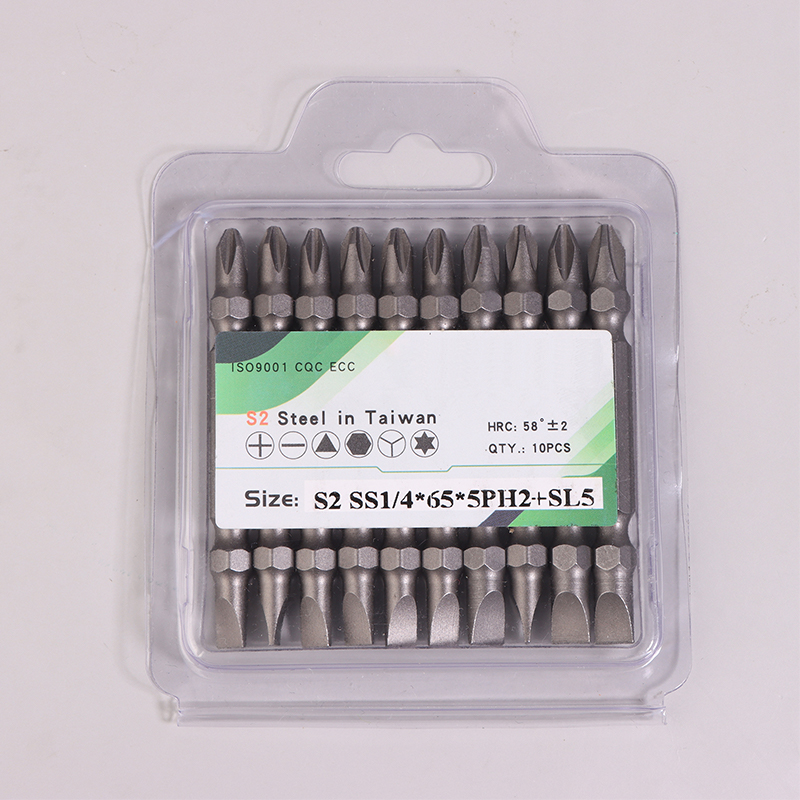 ISO9001 CQC ECC
S2 Steel in Taiwan
HRC: 58°±2
QTY.: 10PCS
Size: S2 SS1/4*65*5PH2+SL5